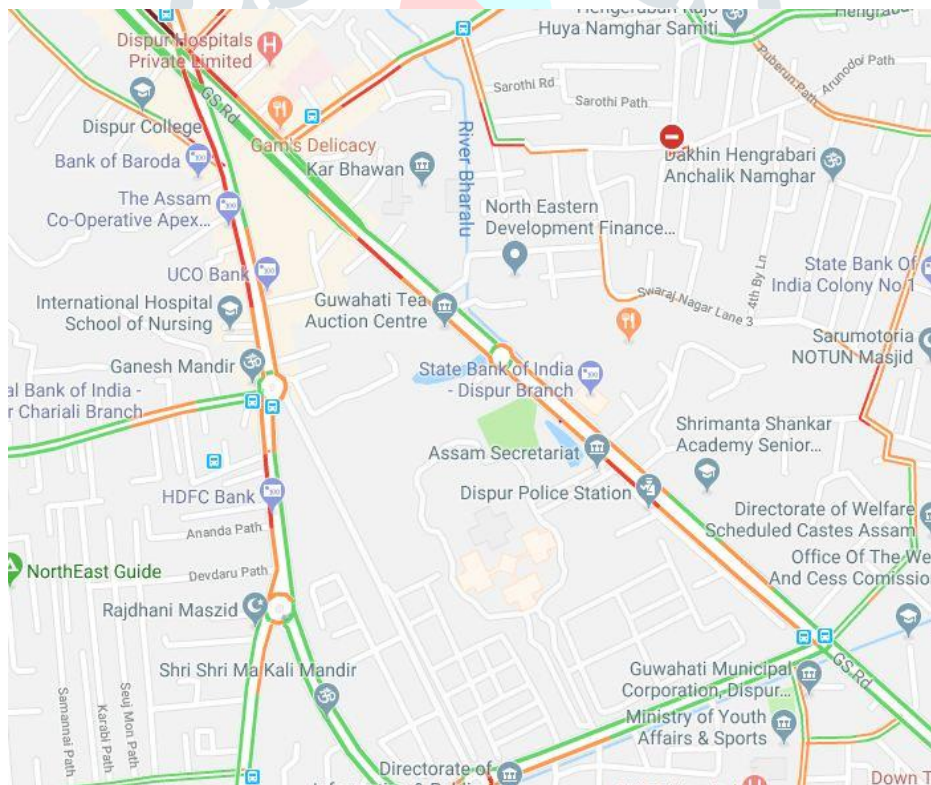 Hengerabari Rajo
Huya Namghar Samiti
Hengrabari
Dispur Hospitals
Private Limited
Puberun Path
Arunodoi Path
Sarothi Rd
Sarothi Path
GS Rd
Dispur College
Gam's Delicacy
Bank of Baroda
Kar Bhawan
River Bharalu
Dakhin Hengrabari
Anchalik Namghar
The Assam
Co-Operative Apex...
North Eastern
Development Finance...
UCO Bank
4th By Ln
State Bank Of
India Colony No.1
International Hospital
School of Nursing
Guwahati Tea
Auction Centre
Swaraj Nagar Lane 3
Sarumotoria
NOTUN Masjid
Ganesh Mandir
State Bank of India
- Dispur Branch
al Bank of India -
r Chariali Branch
Shrimanta Shankar
Academy Senior...
Assam Secretariat
Dispur Police Station
HDFC Bank
Directorate of Welfare
Scheduled Castes Assam
Ananda Path
Office Of The We
And Cess Comissio
NorthEast Guide
Devdaru Path
Rajdhani Maszid
GS Rd
Shri Shri Ma Kali Mandir
Guwahati Municipal
Corporation, Dispur...
Samannai Path
Karabi Path
Seuj Mon Path
Ministry of Youth
Affairs & Sports
Directorate of
Down T